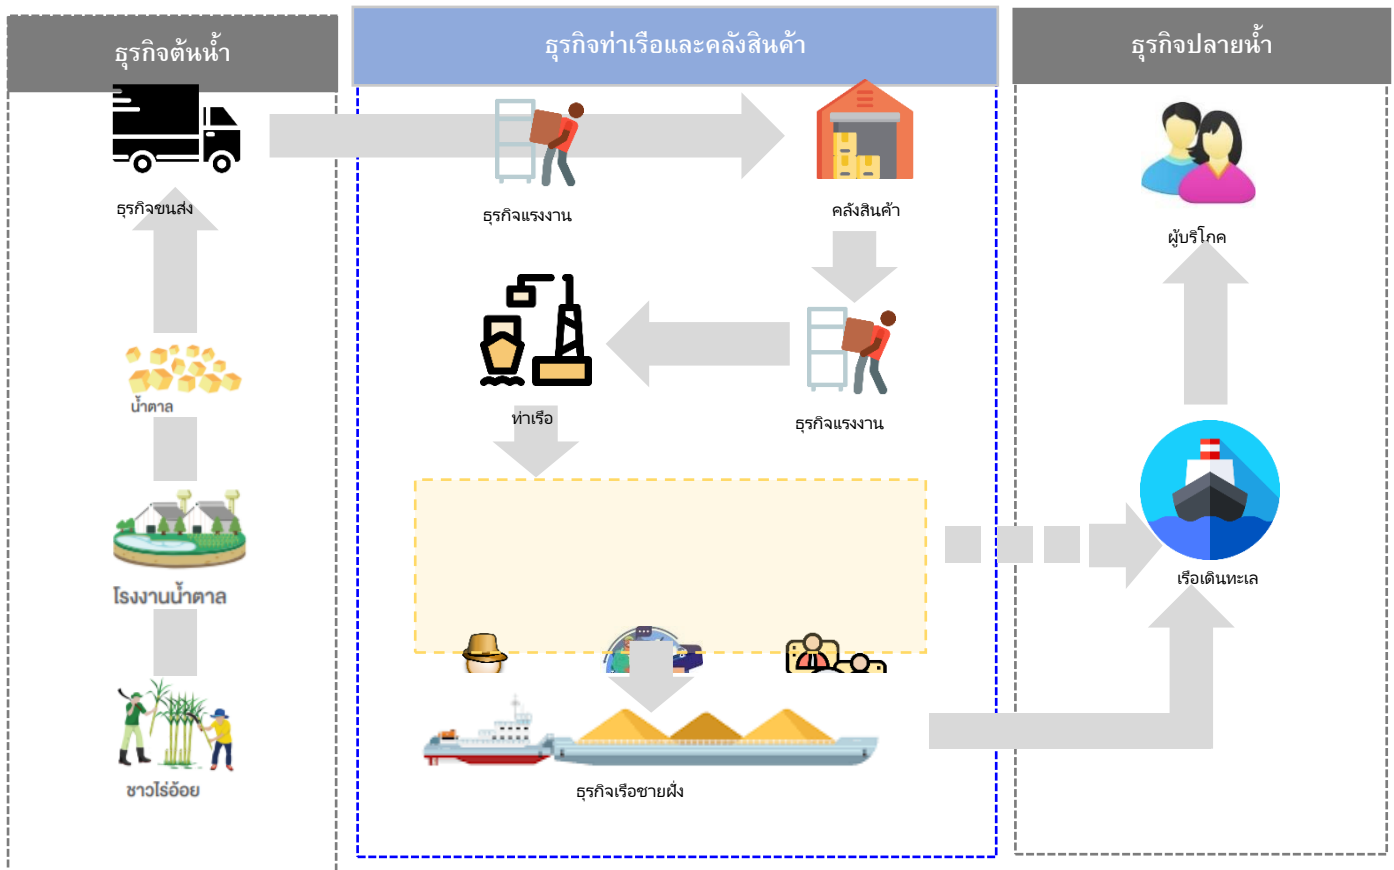 ธุรกิจต้นน้ำ
ธุรกิจขนส่ง
น้ำตาล
โรงงานน้ำตาล
ชาวไร่อ้อย
ธุรกิจท่าเรือและคลังสินค้า
ธุรกิจแรงงาน
คลังสินค้า
ท่าเรือ
ธุรกิจแรงงาน
ธุรกิจเรือชายฝั่ง
ธุรกิจปลายน้ำ
ผู้บริโภค
เรือเดินทะเล